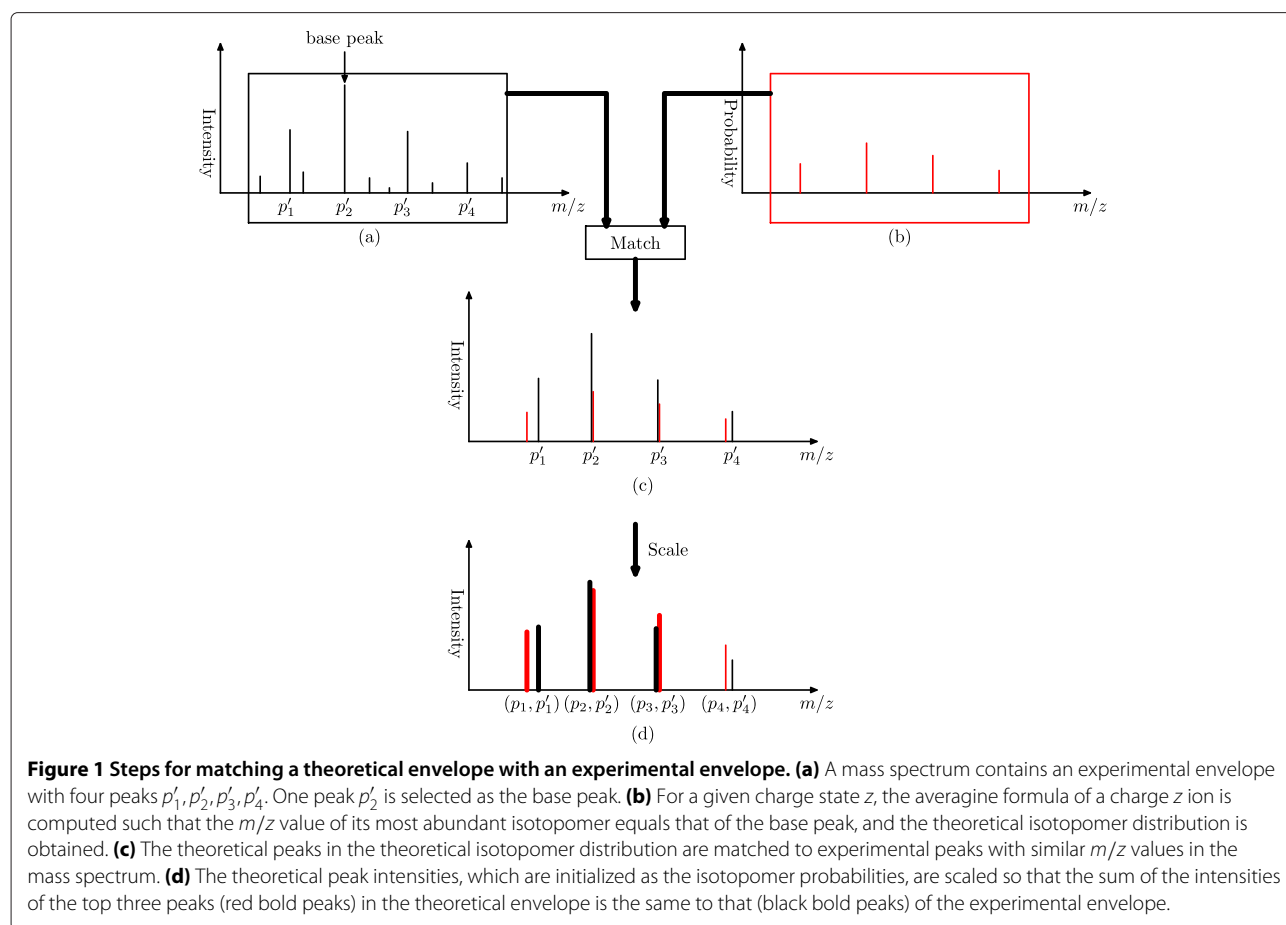 base peak
Intensity
p′1 p′2 p′3 p′4 m/z
(a)
Probability
m/z
(b)
Match
Intensity
p′1 p′2 p′3 p′4 m/z
(c)
Scale
Intensity
(p1, p′1) (p2, p′2) (p3, p′3) (p4, p′4) m/z
(d)
Figure 1 Steps for matching a theoretical envelope with an experimental envelope. (a) A mass spectrum contains an experimental envelope
with four peaks p′1, p′2, p′3, p′4. One peak p′2 is selected as the base peak. (b) For a given charge state z, the averagine formula of a charge z ion is
computed such that the m/z value of its most abundant isotopomer equals that of the base peak, and the theoretical isotopomer distribution is
obtained. (c) The theoretical peaks in the theoretical isotopomer distribution are matched to experimental peaks with similar m/z values in the
mass spectrum. (d) The theoretical peak intensities, which are initialized as the isotopomer probabilities, are scaled so that the sum of the intensities
of the top three peaks (red bold peaks) in the theoretical envelope is the same to that (black bold peaks) of the experimental envelope.